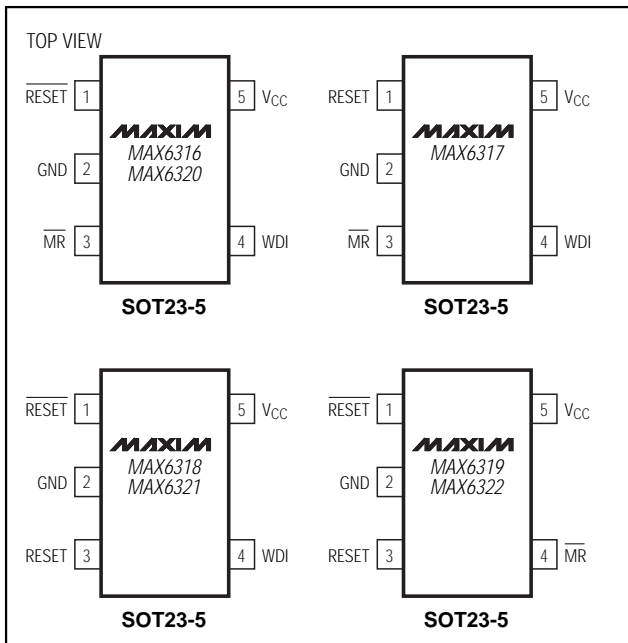 TOP VIEW
RESET 1 5 VCC
MAXIM
MAX6316
MAX6320
GND 2
MR 3 4 WDI
SOT23-5
RESET 1 5 VCC
MAXIM
MAX6317
GND 2
MR 3 4 WDI
SOT23-5
RESET 1 5 VCC
MAXIM
MAX6318
MAX6321
GND 2
RESET 3 4 WDI
SOT23-5
RESET 1 5 VCC
MAXIM
MAX6319
MAX6322
GND 2
RESET 3 4 MR
SOT23-5